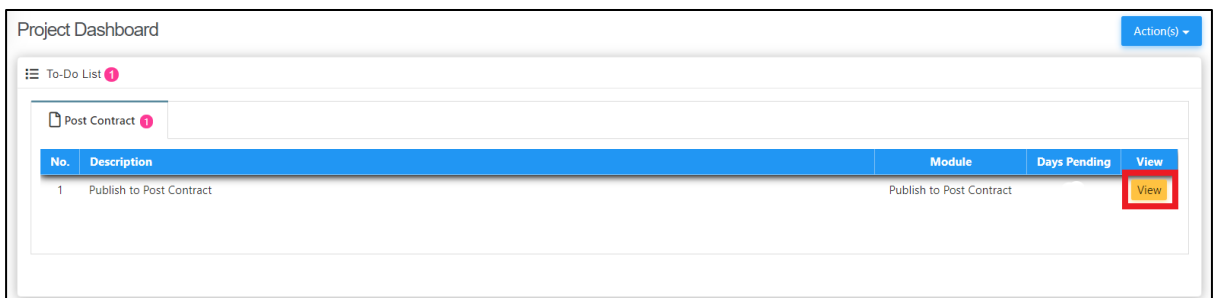 Project Dashboard
Action(s)
To-Do List 1
Post Contract 1
No. Description Module Days Pending View
1 Publish to Post Contract Publish to Post Contract View